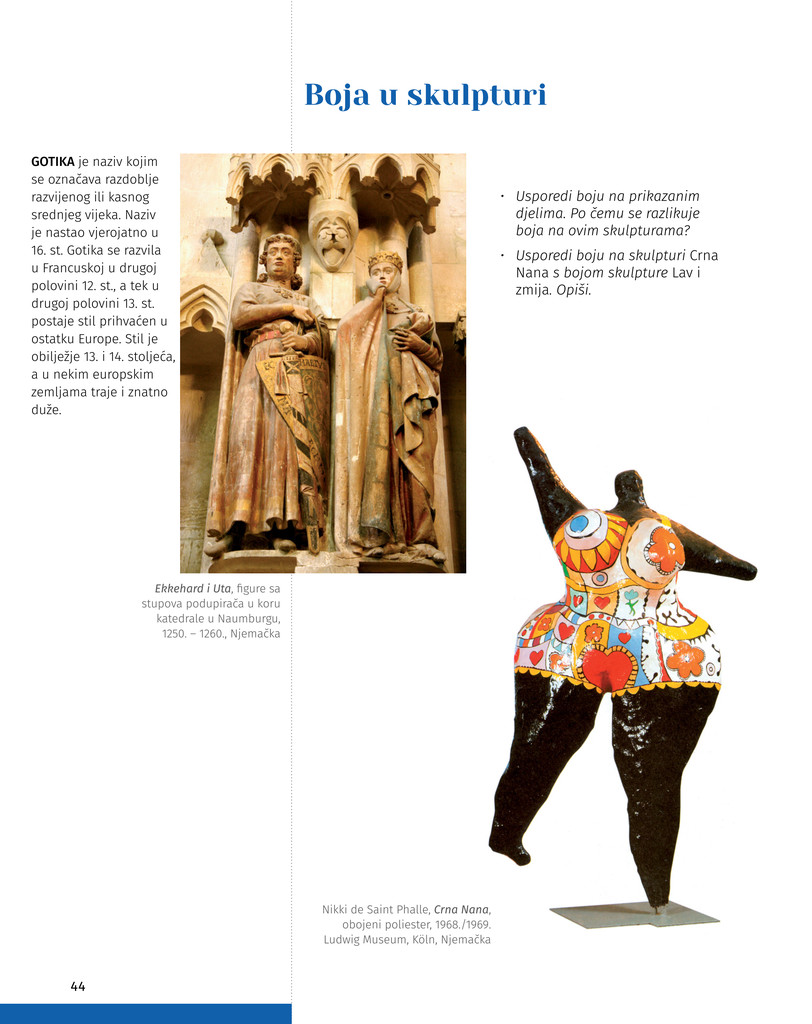 Boja u skulpturi
GOTIKA je naziv kojim
se označava razdoblje
razvijenog ili kasnog
srednjeg vijeka. Naziv
je nastao vjerojatno u
16. st. Gotika se razvila
u Francuskoj u drugoj
polovini 12. st., a tek u
drugoj polovini 13. st.
postaje stil prihvaćen u
ostatku Europe. Stil je
obilježje 13. i 14. stoljeća,
a u nekim europskim
zemljama traje i znatno
duže.
• Usporedi boju na prikazanim
djelima. Po čemu se razlikuje
boja na ovim skulpturama?
• Usporedi boju na skulpturi Crna
Nana s bojom skulpture Lav i
zmija. Opiši.
Ekkehard i Uta, figure sa
stupova podupirača u koru
katedrale u Naumburgu,
1250. – 1260., Njemačka
Nikki de Saint Phalle, Crna Nana,
obojeni poliester, 1968./1969.
Ludwig Museum, Köln, Njemačka
44